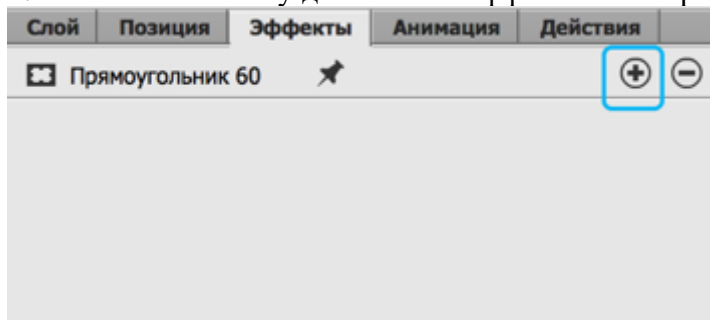 Слой Позиция Эффекты Анимация Действия
Прямоугольник 60